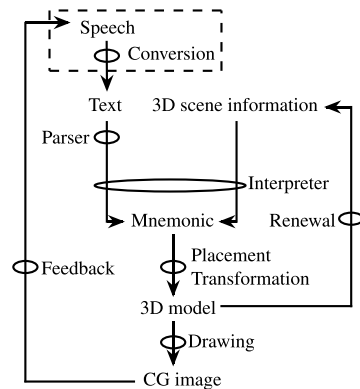 Speech
Conversion
Text
3D scene information
Parser
Interpreter
Mnemonic
Renewal
Placement
Transformation
Feedback
3D model
Drawing
CG image